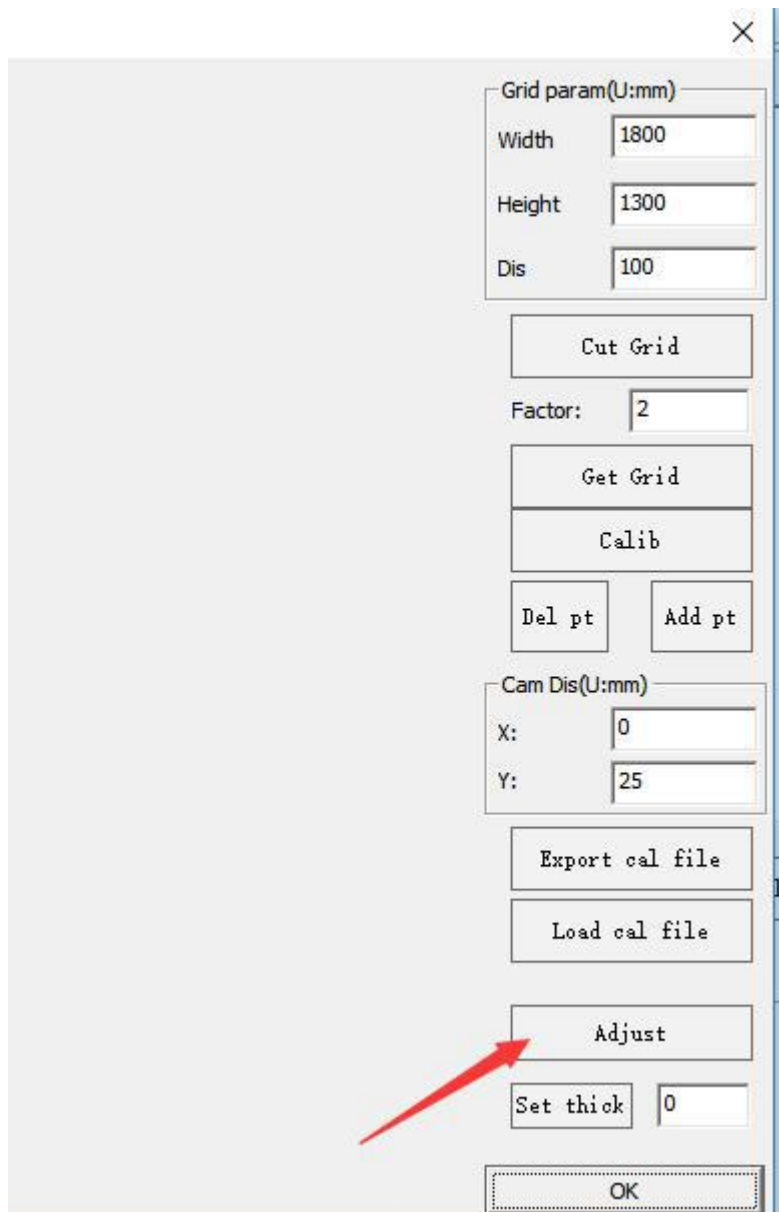 Grid param(U:mm)
Width 1800
Height 1300
Dis 100
Cut Grid
Factor: 2
Get Grid
Calib
Del pt Add pt
Cam Dis(U:mm)
X: 0
Y: 25
Export cal file
Load cal file
Adjust
Set thick 0
OK